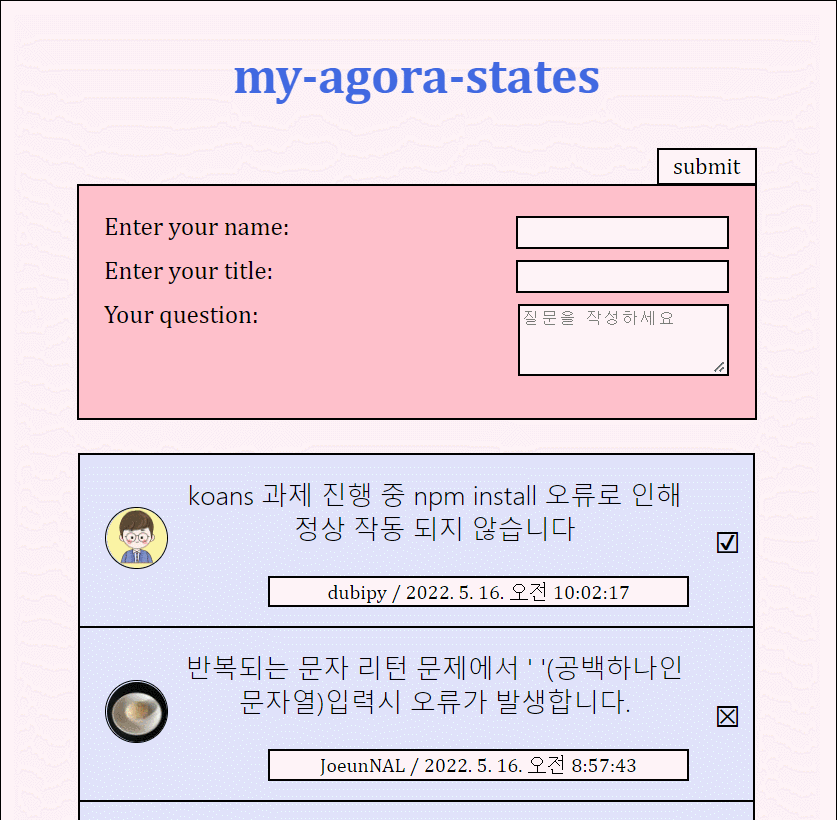 my-agora-states
submit
Enter your name:
Enter your title:
Your question:
질문을 작성하세요
koans 과제 진행 중 npm install 오류로 인해
정상 작동 되지 않습니다
dubipy / 2022. 5. 16. 오전 10:02:17
반복되는 문자 리턴 문제에서 ' '(공백하나인
문자열)입력시 오류가 발생합니다.
JoeunNAL / 2022. 5. 16. 오전 8:57:43